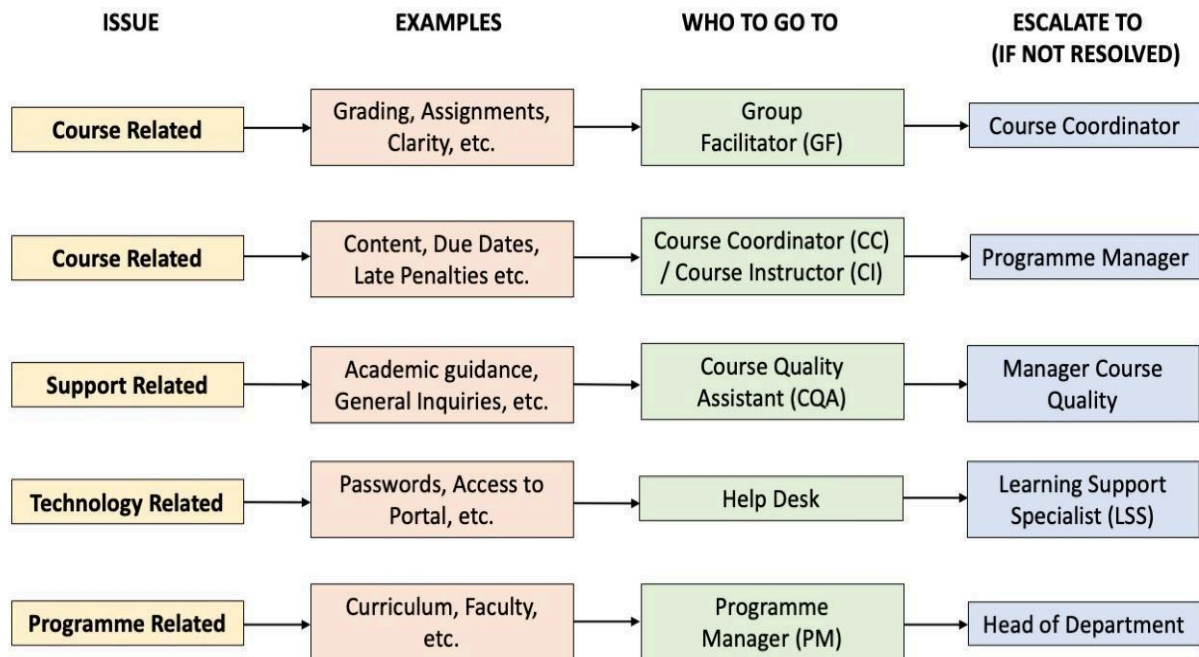 ISSUE
EXAMPLES
WHO TO GO TO
ESCALATE TO
(IF NOT RESOLVED)
Course Related
Grading, Assignments,
Clarity, etc.
Group
Facilitator (GF)
Course Coordinator
Course Related
Content, Due Dates,
Late Penalties etc.
Course Coordinator (CC)
/ Course Instructor (CI)
Programme Manager
Support Related
Academic guidance,
General Inquiries, etc.
Course Quality
Assistant (CQA)
Manager Course
Quality
Technology Related
Passwords, Access to
Portal, etc.
Help Desk
Learning Support
Specialist (LSS)
Programme Related
Curriculum, Faculty,
etc.
Programme
Manager (PM)
Head of Department